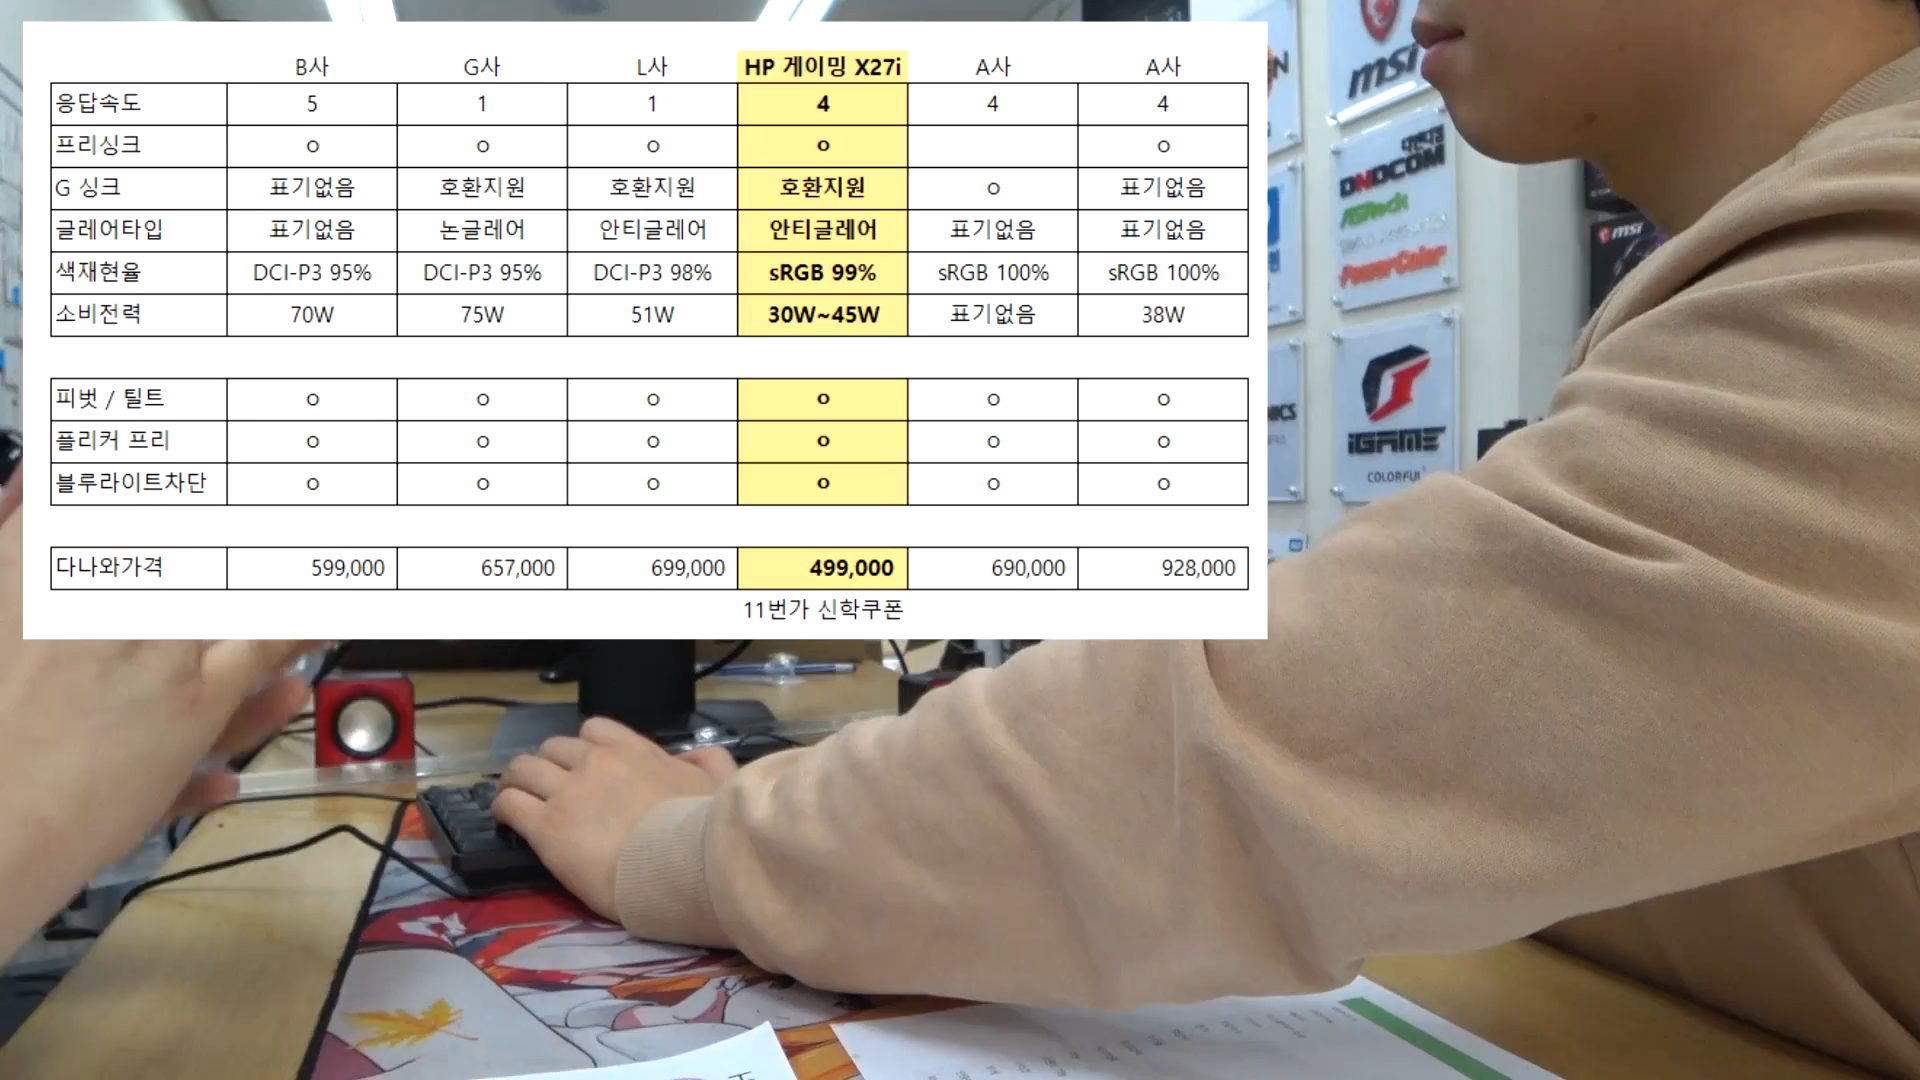 B사 G사 L사 HP 게이밍 X27i A사 A사
응답속도 5 1 1 4 4 4
프리싱크 o o o o o
G 싱크 표기없음 호환지원 호환지원 호환지원 o 표기없음
글레어타입 표기없음 논글레어 안티글레어 안티글레어 표기없음 표기없음
색재현율 DCI-P3 95% DCI-P3 95% DCI-P3 98% sRGB 99% sRGB 100% sRGB 100%
소비전력 70W 75W 51W 30W~45W 표기없음 38W
피벗 / 틸트 o o o o o o
플리커 프리 o o o o o o
블루라이트차단 o o o o o o
다나와가격 599,000 657,000 699,000 499,000 690,000 928,000
11번가 신학쿠폰
msi
DNDCOM
ASRock
PowerColor
msi
iGAME
COLORFUL